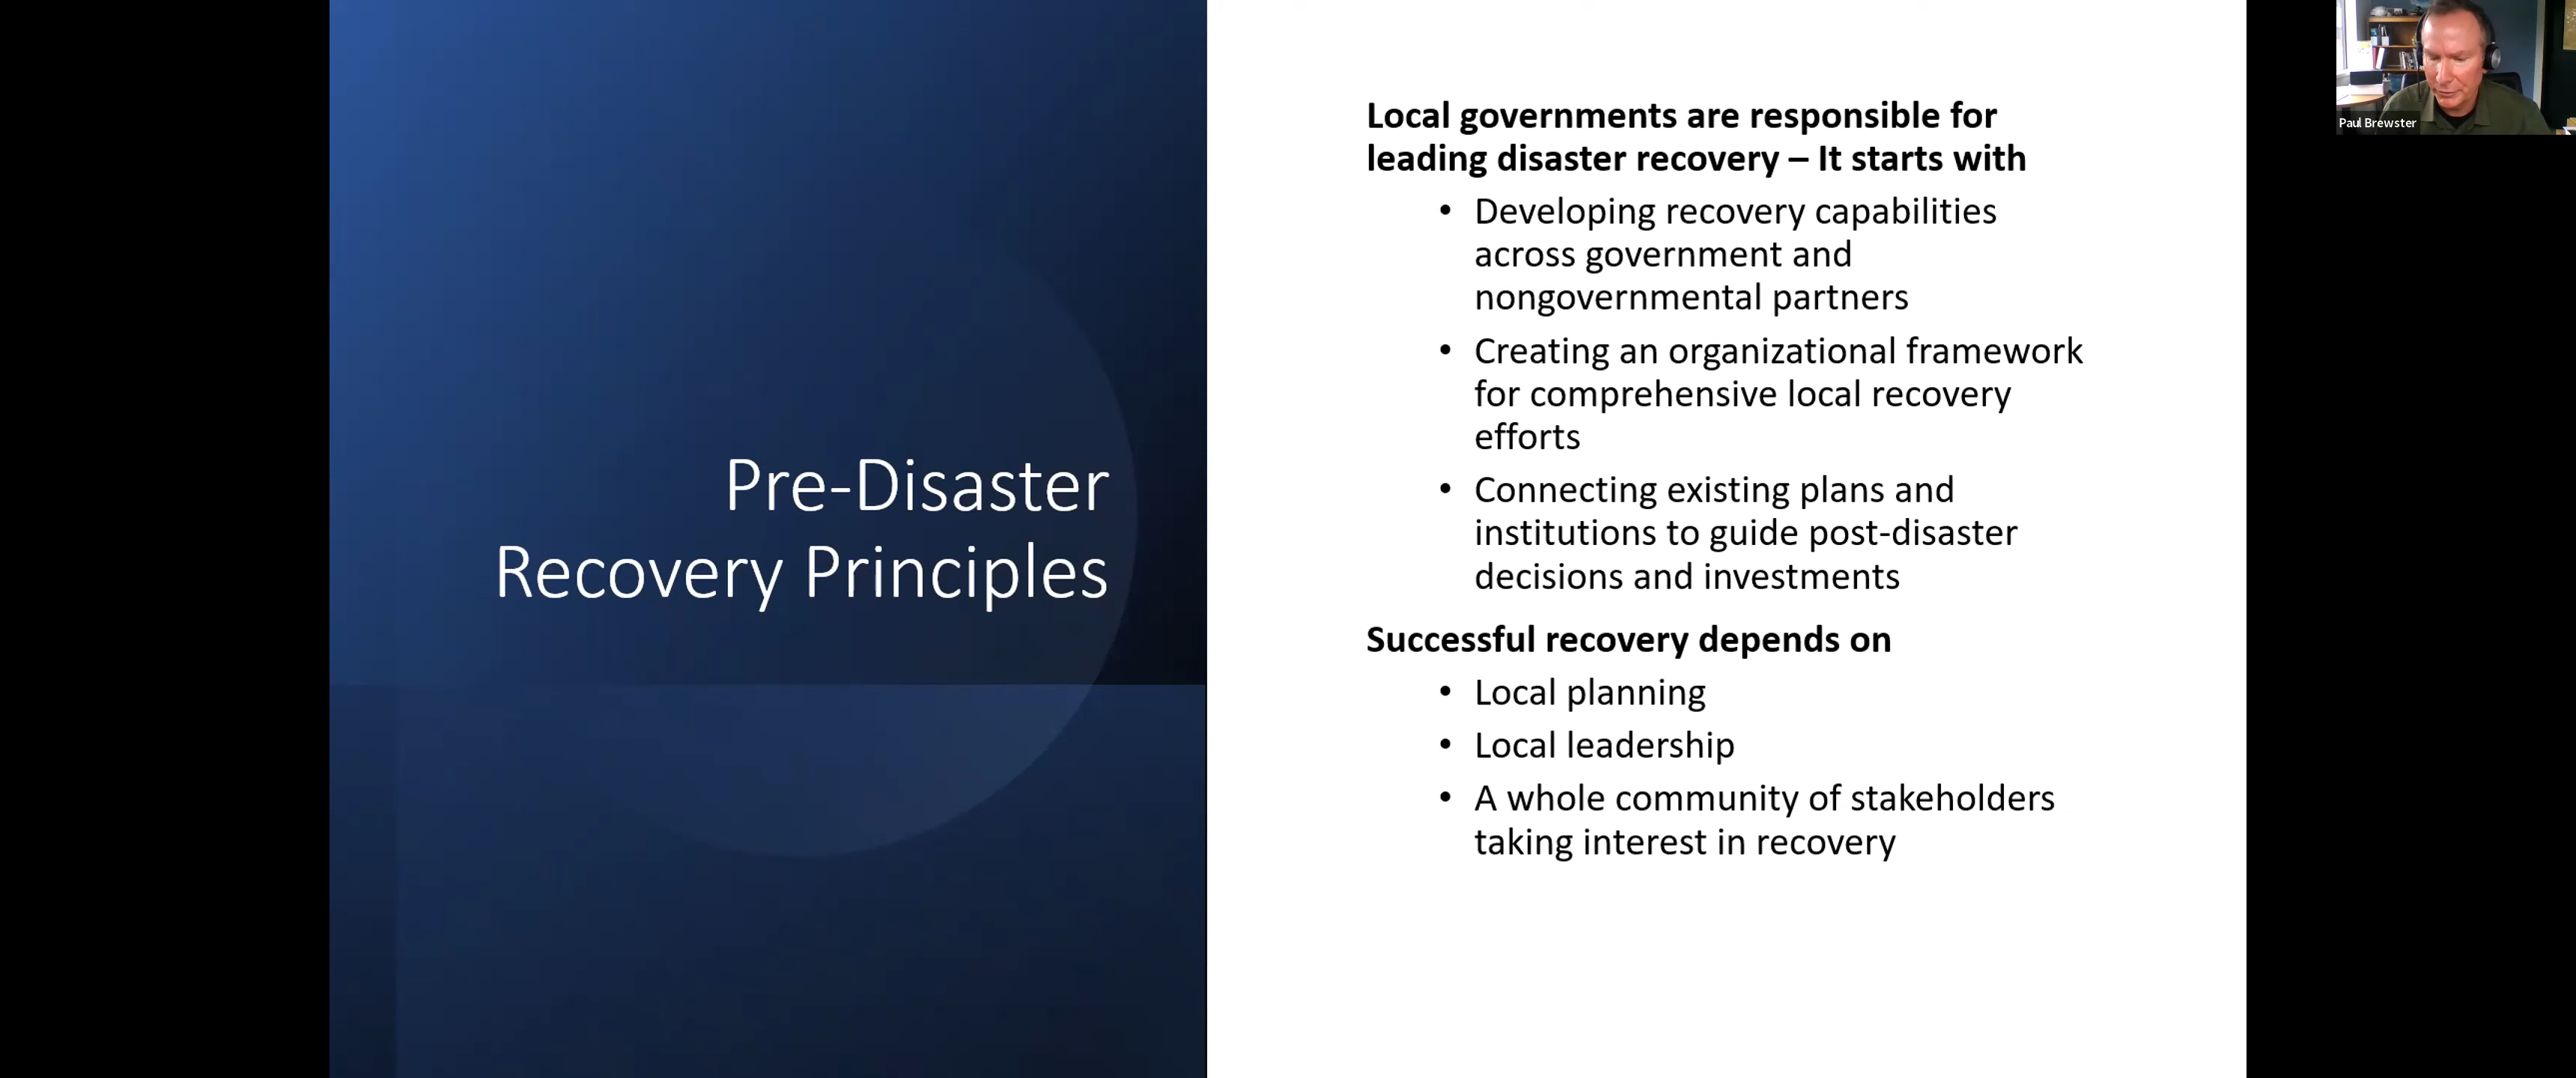 Pre-Disaster
Recovery Principles
Local governments are responsible for
leading disaster recovery – It starts with
• Developing recovery capabilities
across government and
nongovernmental partners
• Creating an organizational framework
for comprehensive local recovery
efforts
• Connecting existing plans and
institutions to guide post-disaster
decisions and investments
Successful recovery depends on
• Local planning
• Local leadership
• A whole community of stakeholders
taking interest in recovery
Paul Brewster